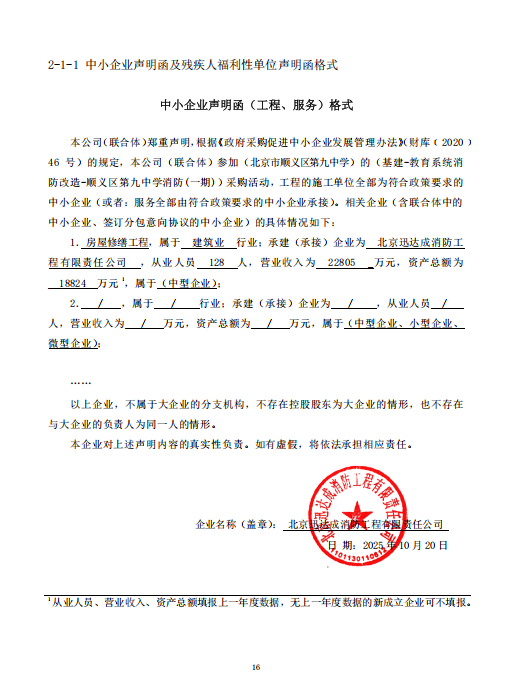 2-1-1 中小企业声明函及残疾人福利性单位声明函格式
中小企业声明函（工程、服务）格式
本公司（联合体）郑重声明，根据《政府采购促进中小企业发展管理办法》（财库﹝2020﹞
46 号）的规定，本公司（联合体）参加（北京市顺义区第九中学）的（基建-教育系统消
防改造-顺义区第九中学消防(一期)）采购活动，工程的施工单位全部为符合政策要求的
中小企业（或者：服务全部由符合政策要求的中小企业承接）。相关企业（含联合体中的
中小企业、签订分包意向协议的中小企业）的具体情况如下：
1. 房屋修缮工程，属于 建筑业 行业；承建（承接）企业为 北京迅达成消防工
程有限责任公司 ，从业人员 128 人，营业收入为 22805 _万元，资产总额为
18824 万元¹，属于（中型企业）；
2. / ，属于 / 行业；承建（承接）企业为 / ，从业人员 /
人，营业收入为 / 万元，资产总额为 / 万元，属于（中型企业、小型企业、
微型企业）；
……
以上企业，不属于大企业的分支机构，不存在控股股东为大企业的情形，也不存在
与大企业的负责人为同一人的情形。
本企业对上述声明内容的真实性负责。如有虚假，将依法承担相应责任。
企业名称（盖章）： 北京迅达成消防工程有限责任公司
日 期：2025 年 10 月 20 日
北京迅达成消防工程有限责任公司
1101130110612
¹从业人员、营业收入、资产总额填报上一年度数据，无上一年度数据的新成立企业可不填报。
16